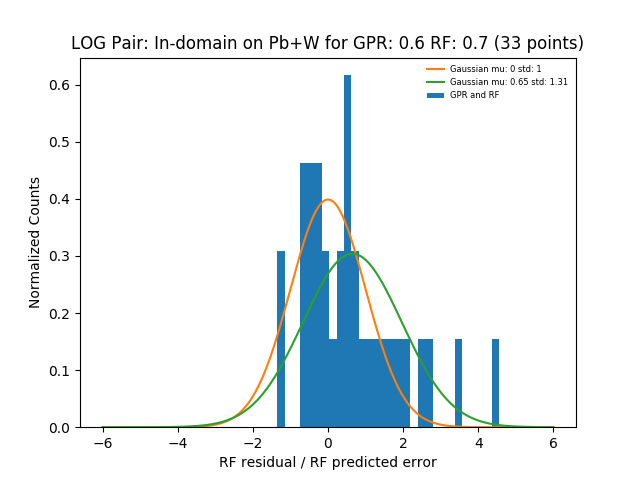 LOG Pair: In-domain on Pb+W for GPR: 0.6 RF: 0.7 (33 points)
Gaussian mu: 0 std: 1
Gaussian mu: 0.65 std: 1.31
GPR and RF
Normalized Counts
0.6
0.5
0.4
0.3
0.2
0.1
0.0
−6 −4 −2 0 2 4 6
RF residual / RF predicted error